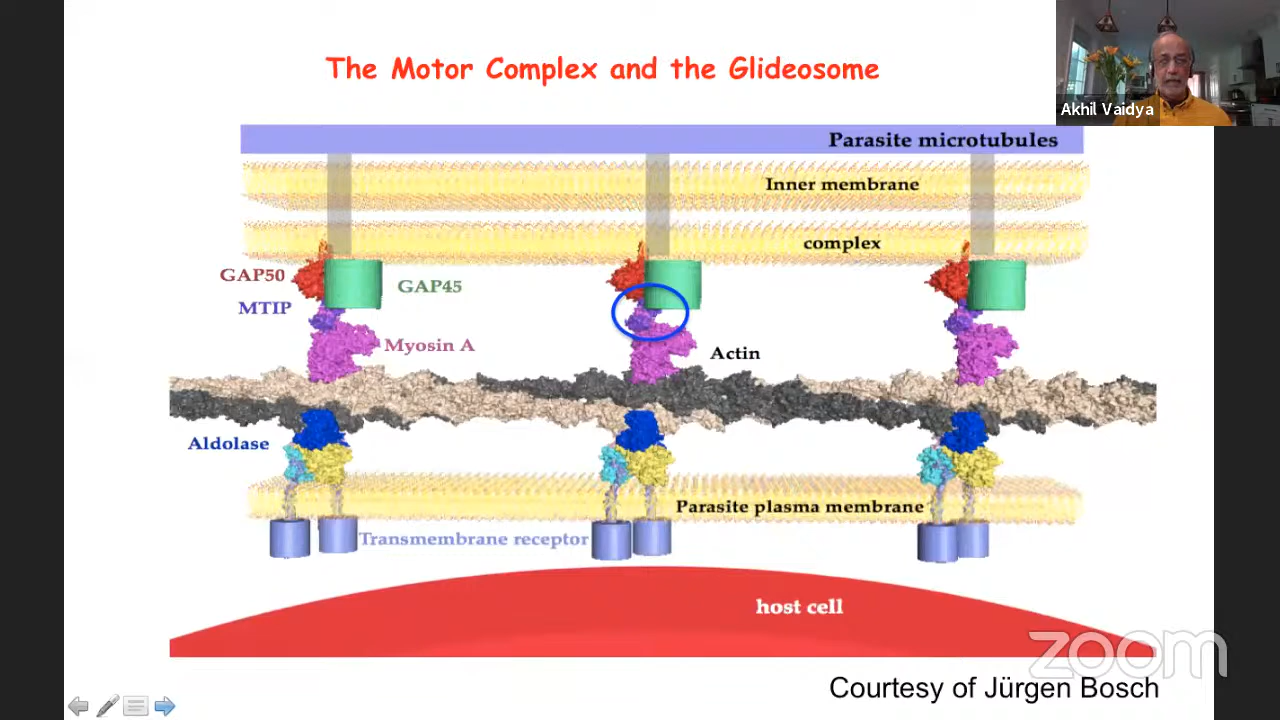 The Motor Complex and the Glideosome
Akhil Vaidya
Parasite microtubules
Inner membrane
complex
GAP50
GAP45
MTIP
Myosin A
Actin
Aldolase
Parasite plasma membrane
Transmembrane receptor
host cell
zoom
Courtesy of Jürgen Bosch